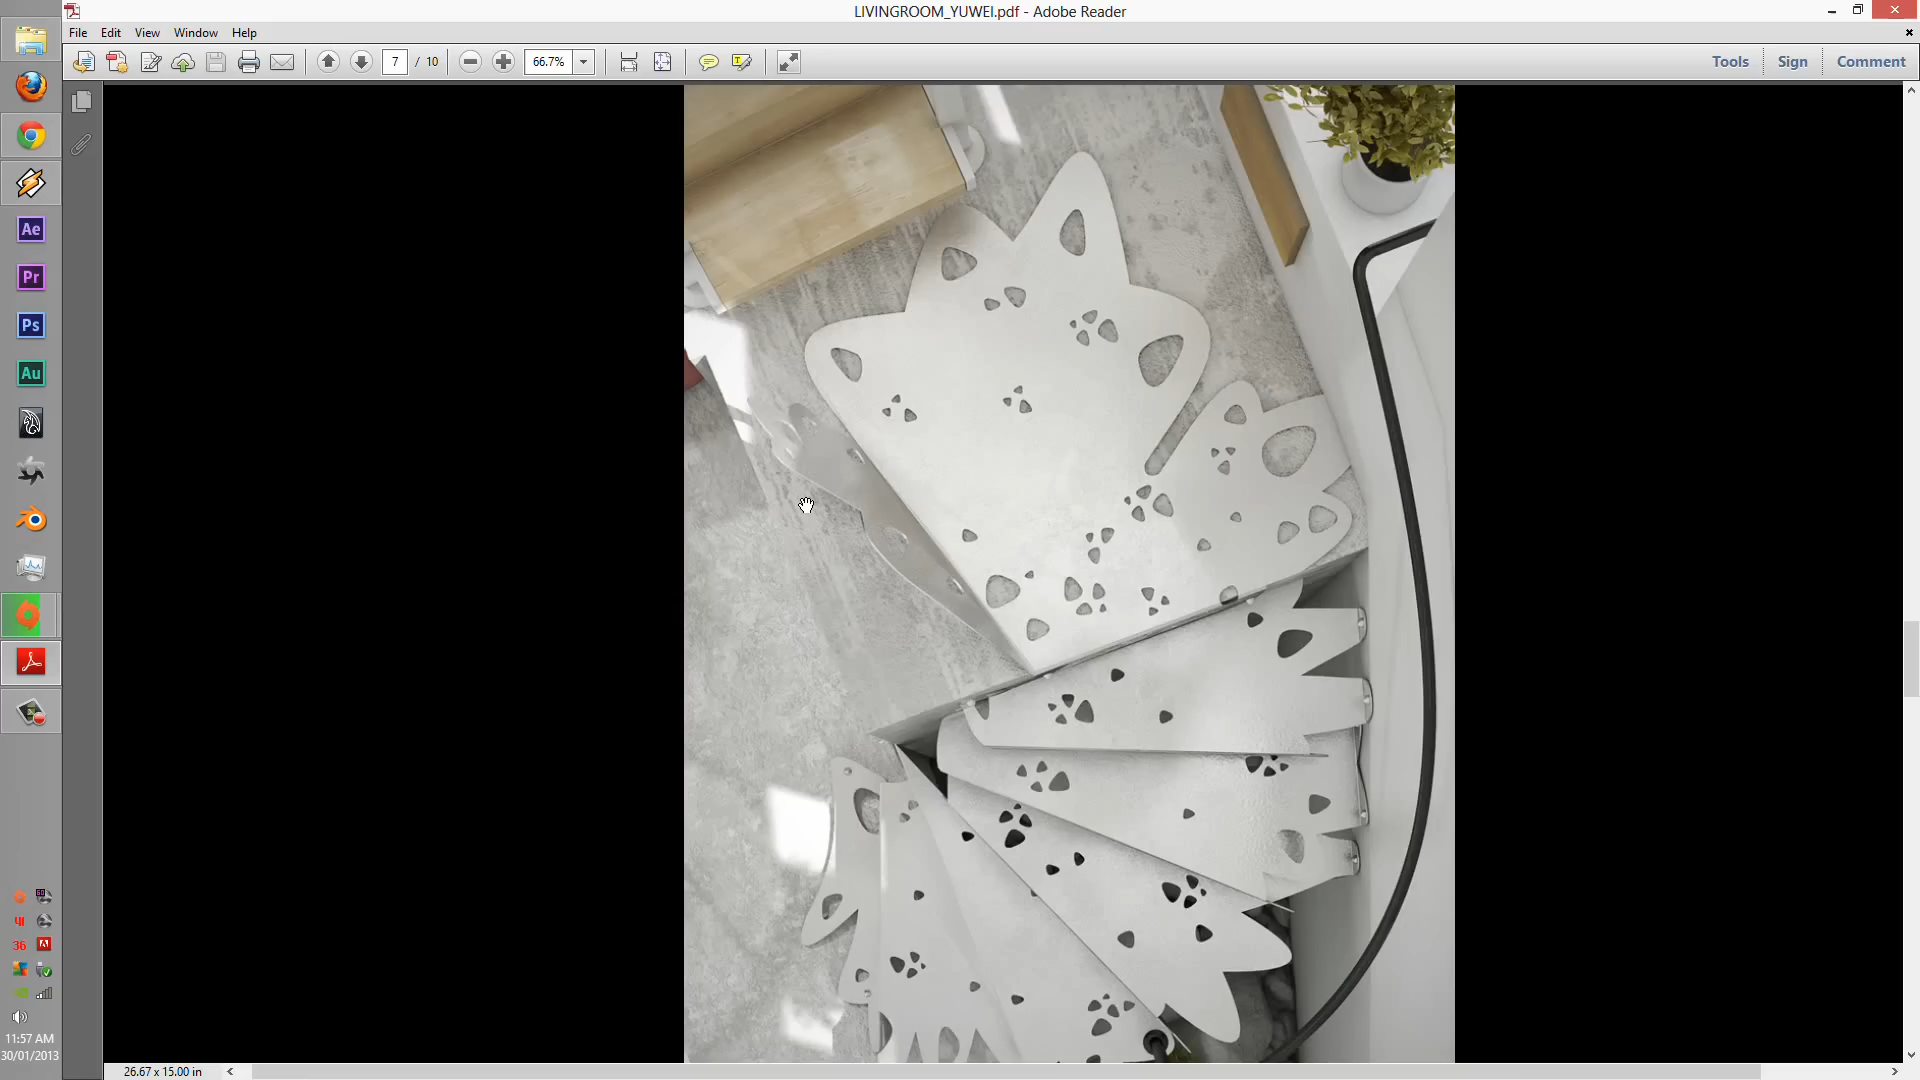 LIVINGROOM_YUWEI.pdf - Adobe Reader
File Edit View Window Help
7 / 10 66.7% Tools Sign Comment
Ae
Pr
Ps
Au
36
11:57 AM
30/01/2013
26.67 x 15.00 in